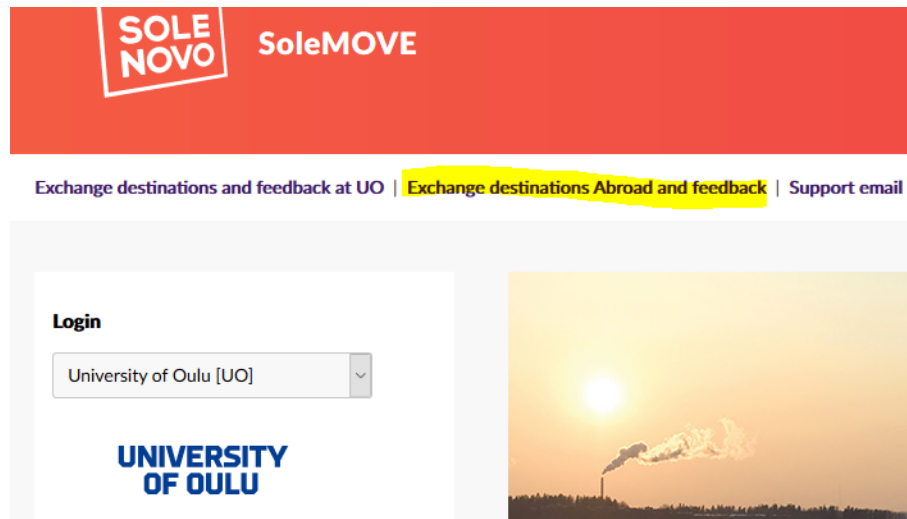 SOLE
NOVO
SoleMOVE
Exchange destinations and feedback at UO | Exchange destinations Abroad and feedback | Support email
Login
University of Oulu [UO]
UNIVERSITY
OF OULU